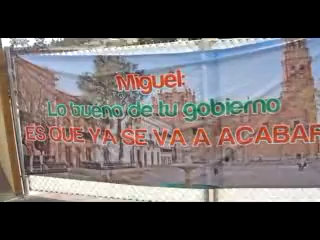 Miguel:
Lo bueno de tu gobierno
ES QUE YA SE VA A ACABAR